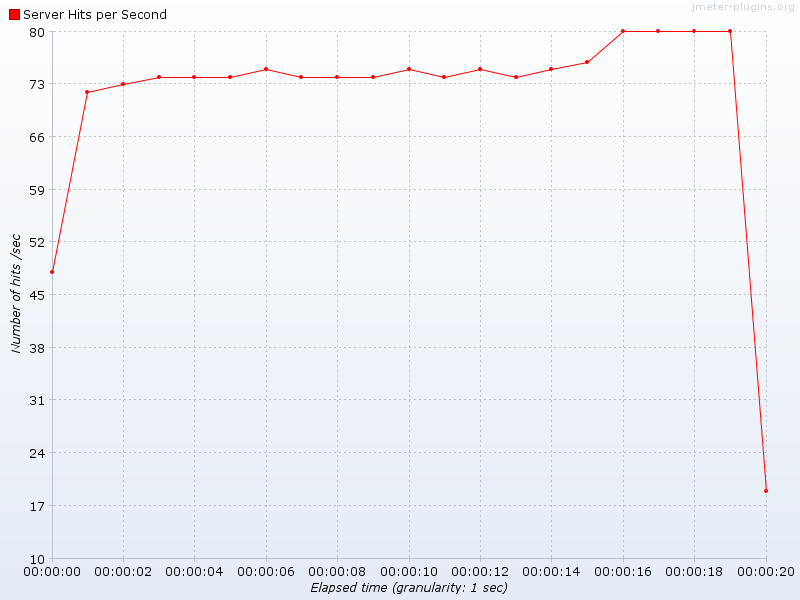 jmeter-plugins.org
Server Hits per Second
80
73
66
59
52
45
38
31
24
17
10
Number of hits /sec
00:00:00 00:00:02 00:00:04 00:00:06 00:00:08 00:00:10 00:00:12 00:00:14 00:00:16 00:00:18 00:00:20
Elapsed time (granularity: 1 sec)